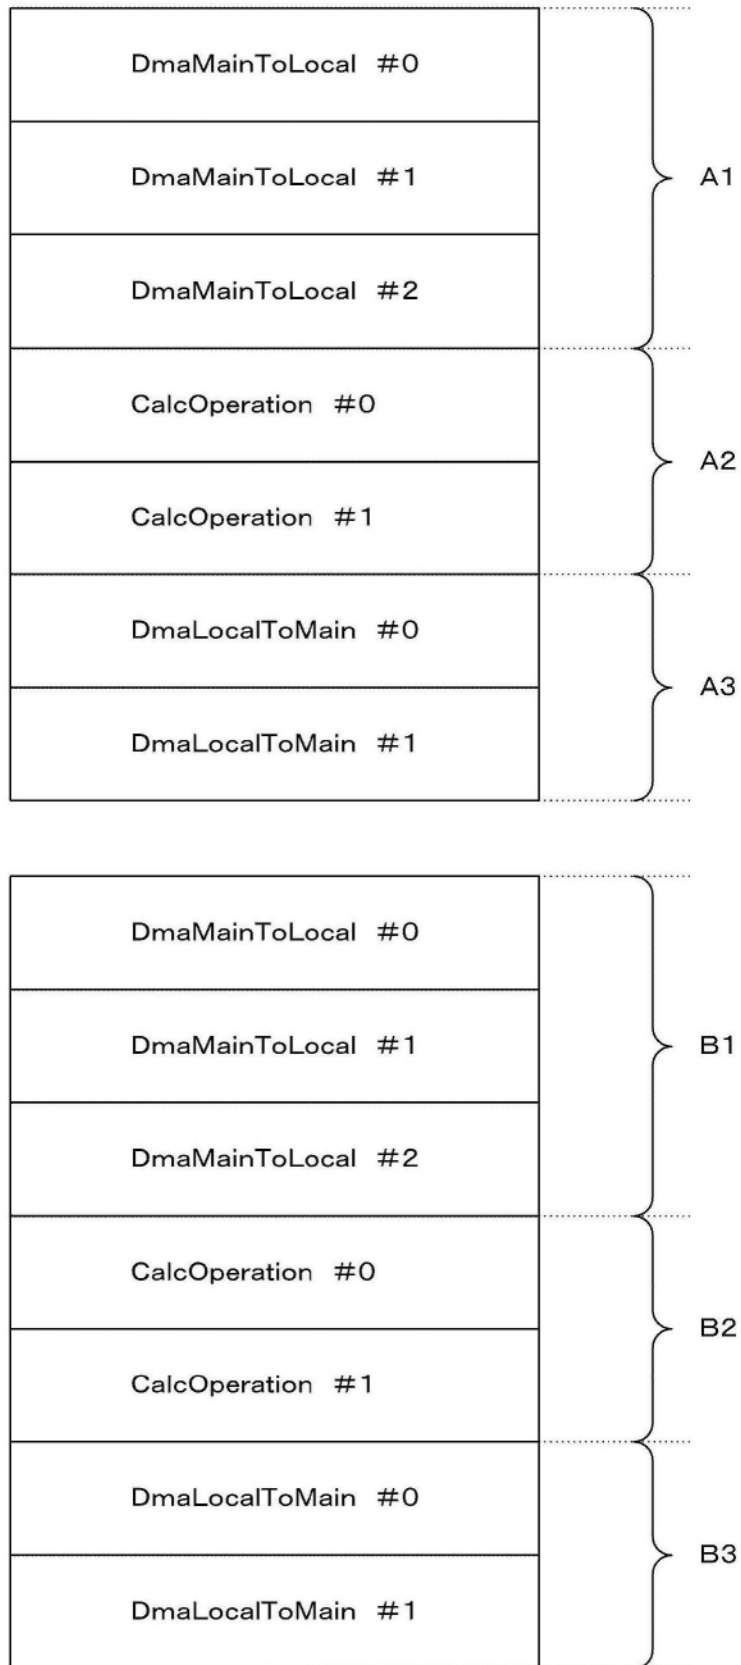 DmaMainToLocal #0
DmaMainToLocal #1
A1
DmaMainToLocal #2
CalcOperation #0
A2
CalcOperation #1
DmaLocalToMain #0
A3
DmaLocalToMain #1
DmaMainToLocal #0
DmaMainToLocal #1
B1
DmaMainToLocal #2
CalcOperation #0
B2
CalcOperation #1
DmaLocalToMain #0
B3
DmaLocalToMain #1